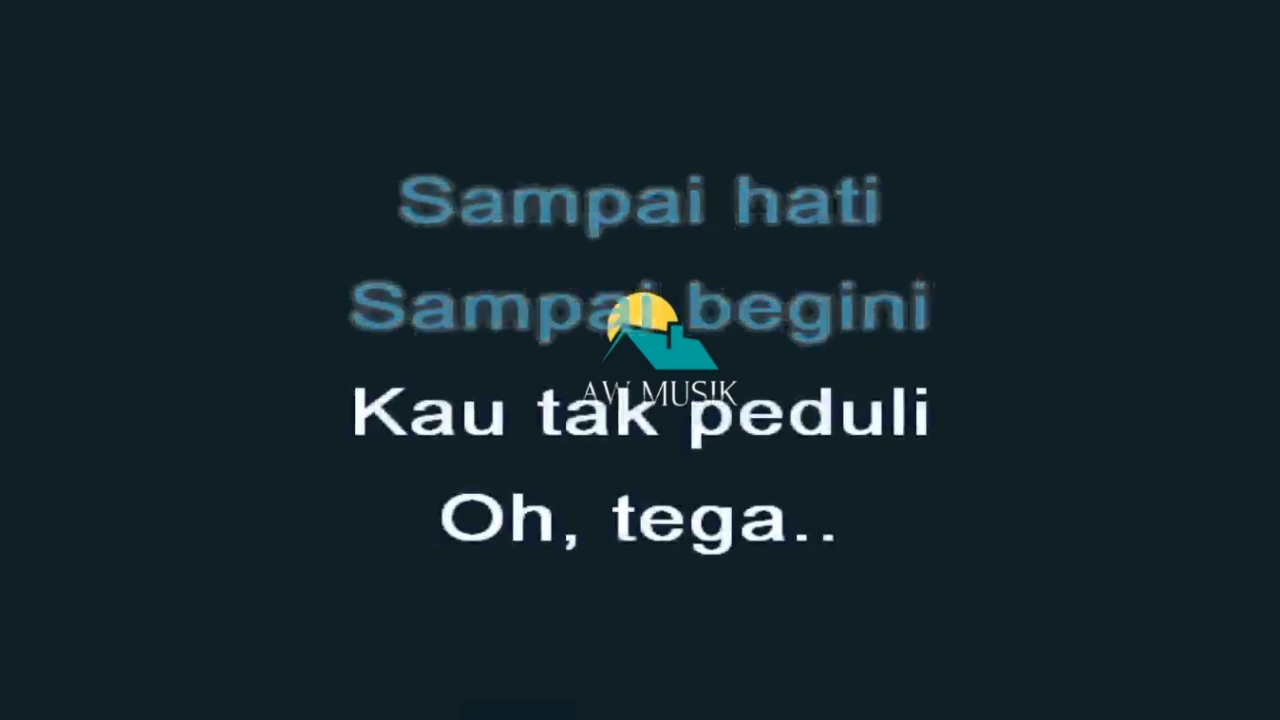 Sampai hati
Sampai begini
AW MUSIK
Kau tak peduli
Oh, tega..